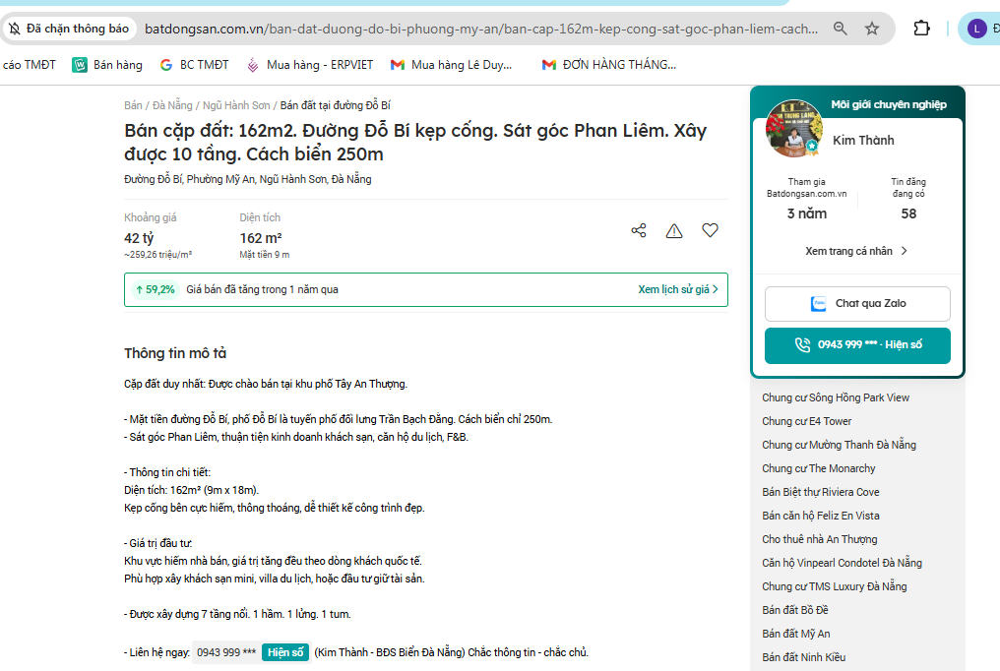 Đã chặn thông báo
batdongsan.com.vn/ban-dat-duong-do-bi-phuong-my-an/ban-cap-162m-kep-cong-sat-goc-phan-liem-cach...
L
cáo TMĐT
Bán hàng
BC TMĐT
Mua hàng - ERPVIET
Mua hàng Lê Duy...
ĐƠN HÀNG THÁNG...
Bán / Đà Nẵng / Ngũ Hành Sơn / Bán đất tại đường Đỗ Bí
Bán cặp đất: 162m2. Đường Đỗ Bí kẹp cống. Sát góc Phan Liêm. Xây
được 10 tầng. Cách biển 250m
Đường Đỗ Bí, Phường Mỹ An, Ngũ Hành Sơn, Đà Nẵng
Khoảng giá
42 tỷ
~259,26 triệu/m²
Diện tích
162 m²
Mặt tiền 9 m
59,2% Giá bán đã tăng trong 1 năm qua
Xem lịch sử giá
Thông tin mô tả
Cặp đất duy nhất: Được chào bán tại khu phố Tây An Thượng.
- Mặt tiền đường Đỗ Bí, phố Đỗ Bí là tuyến phố đối lưng Trần Bạch Đằng. Cách biển chỉ 250m.
- Sát góc Phan Liêm, thuận tiện kinh doanh khách sạn, căn hộ du lịch, F&B.
- Thông tin chi tiết:
Diện tích: 162m² (9m x 18m).
Kẹp cống bên cực hiếm, thông thoáng, dễ thiết kế công trình đẹp.
- Giá trị đầu tư:
Khu vực hiếm nhà bán, giá trị tăng đều theo dòng khách quốc tế.
Phù hợp xây khách sạn mini, villa du lịch, hoặc đầu tư giữ tài sản.
- Được xây dựng 7 tầng nổi. 1 hầm. 1 lửng. 1 tum.
- Liên hệ ngay: 0943 999 *** Hiện số (Kim Thành - BĐS Biển Đà Nẵng) Chắc thông tin - chắc chủ.
Môi giới chuyên nghiệp
Kim Thành
Tham gia
Batdongsan.com.vn
3 năm
Tin đăng
đang có
58
Xem trang cá nhân
Chat qua Zalo
0943 999 *** · Hiện số
Chung cư Sông Hồng Park View
Chung cư E4 Tower
Chung cư Mường Thanh Đà Nẵng
Chung cư The Monarchy
Bán Biệt thự Riviera Cove
Bán căn hộ Feliz En Vista
Cho thuê nhà An Thượng
Căn hộ Vinpearl Condotel Đà Nẵng
Chung cư TMS Luxury Đà Nẵng
Bán đất Bồ Đề
Bán đất Mỹ An
Bán đất Ninh Kiều